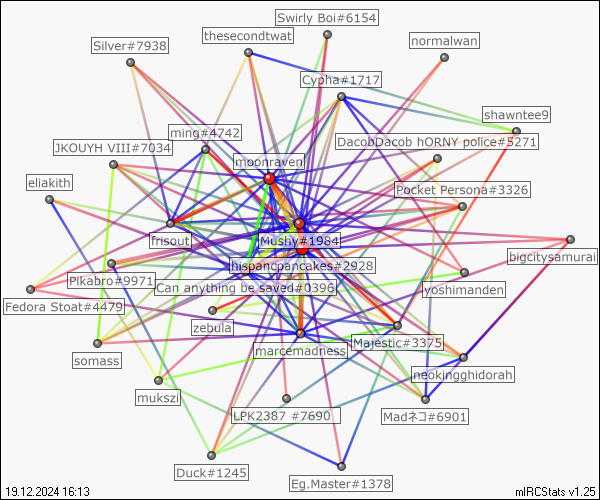 Swirly Boi#6154
thesecondtwat
normalwan
Silver#7938
Cypha#1717
shawntee9
ming#4742
DacobDacob hORNY police#5271
JKOUYH VIII#7034
moonraven
eliakith
Pocket Persona#3326
frisout
Mushy#1984
bigcitysamurai
hispancpancakes#2928
Pikabro#9971
Can anything be saved#0396
yoshimanden
Fedora Stoat#4479
zebula
Majestic#3375
marcemadness
somass
neokingghidorah
mukszi
LPK2387 #7690
Madネコ#6901
Duck#1245
Eg.Master#1378
19.12.2024 16:13
mIRCStats v1.25